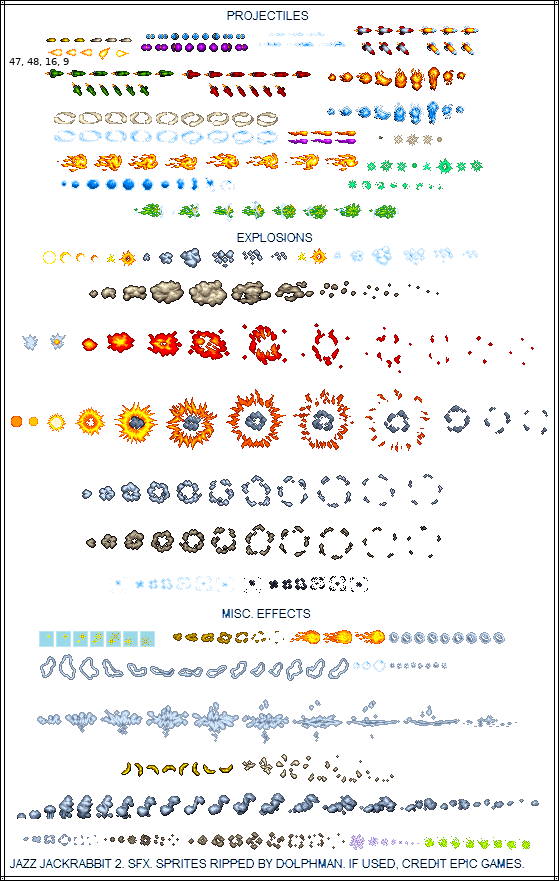 PROJECTILES
47, 48, 16, 9
EXPLOSIONS
MISC. EFFECTS
JAZZ JACKRABBIT 2. SFX. SPRITES RIPPED BY DOLPHMAN. IF USED, CREDIT EPIC GAMES.